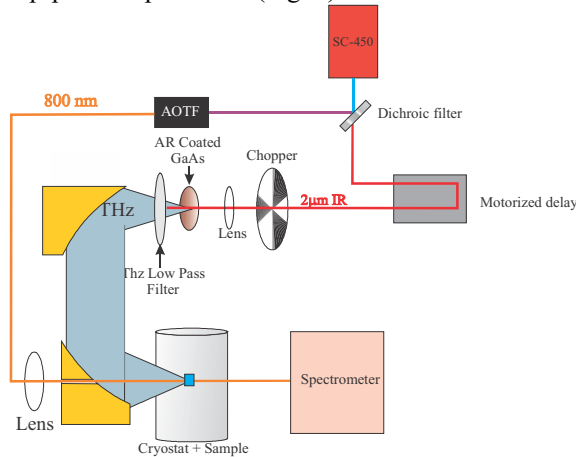 SC-450
800 nm
AOTF
Dichroic filter
AR Coated
GaAs
Chopper
THz
2μm IR
Motorized delay
Lens
Thz Low Pass
Filter
Spectrometer
Lens
Cryostat + Sample